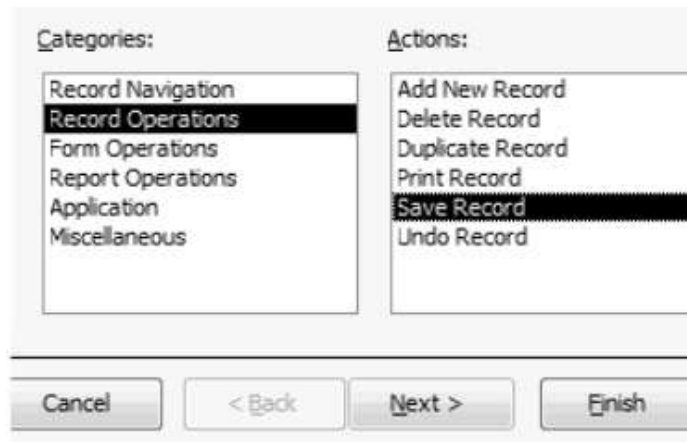 Categories:
Actions:
Record Navigation
Record Operations
Form Operations
Report Operations
Application
Miscellaneous
Add New Record
Delete Record
Duplicate Record
Print Record
Save Record
Undo Record
Cancel
< Back
Next >
Finish